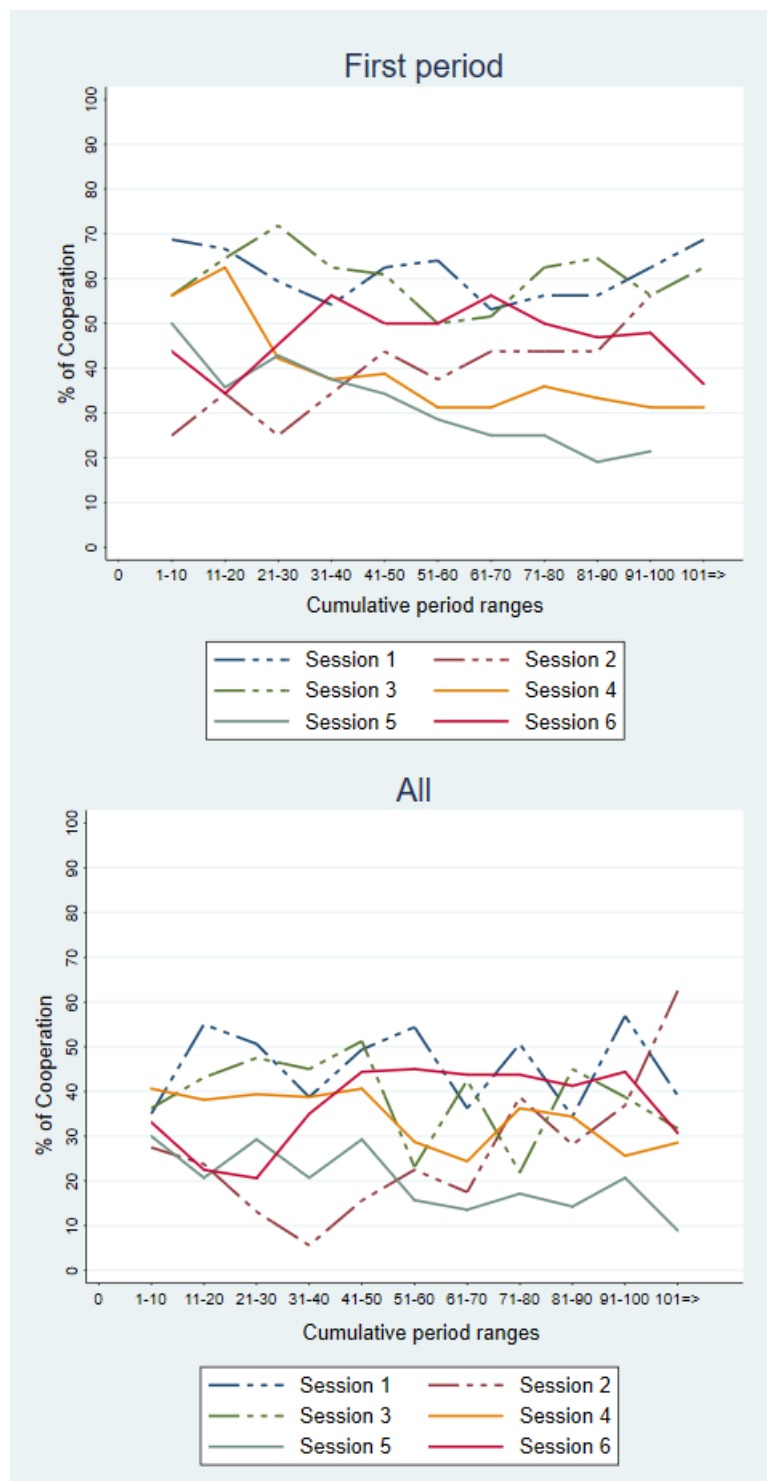 First period
100
90
80
70
60
50
40
30
20
10
0
% of Cooperation
0 1-10 11-20 21-30 31-40 41-50 51-60 61-70 71-80 81-90 91-100 101=>
Cumulative period ranges
Session 1 Session 2
Session 3 Session 4
Session 5 Session 6
All
100
90
80
70
60
50
40
30
20
10
0
% of Cooperation
0 1-10 11-20 21-30 31-40 41-50 51-60 61-70 71-80 81-90 91-100 101=>
Cumulative period ranges
Session 1 Session 2
Session 3 Session 4
Session 5 Session 6